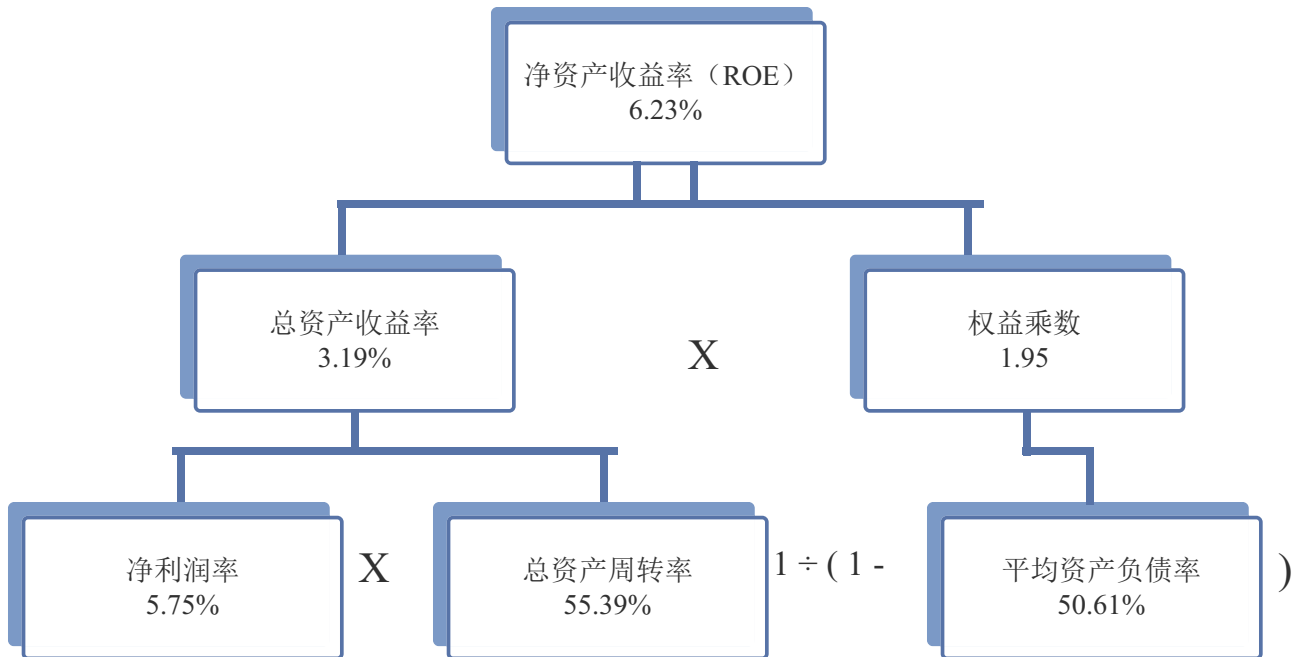 净资产收益率（ROE）
6.23%
总资产收益率
3.19%
X
权益乘数
1.95
净利润率
5.75%
X
总资产周转率
55.39%
1 ÷ ( 1 -
平均资产负债率
50.61%
)